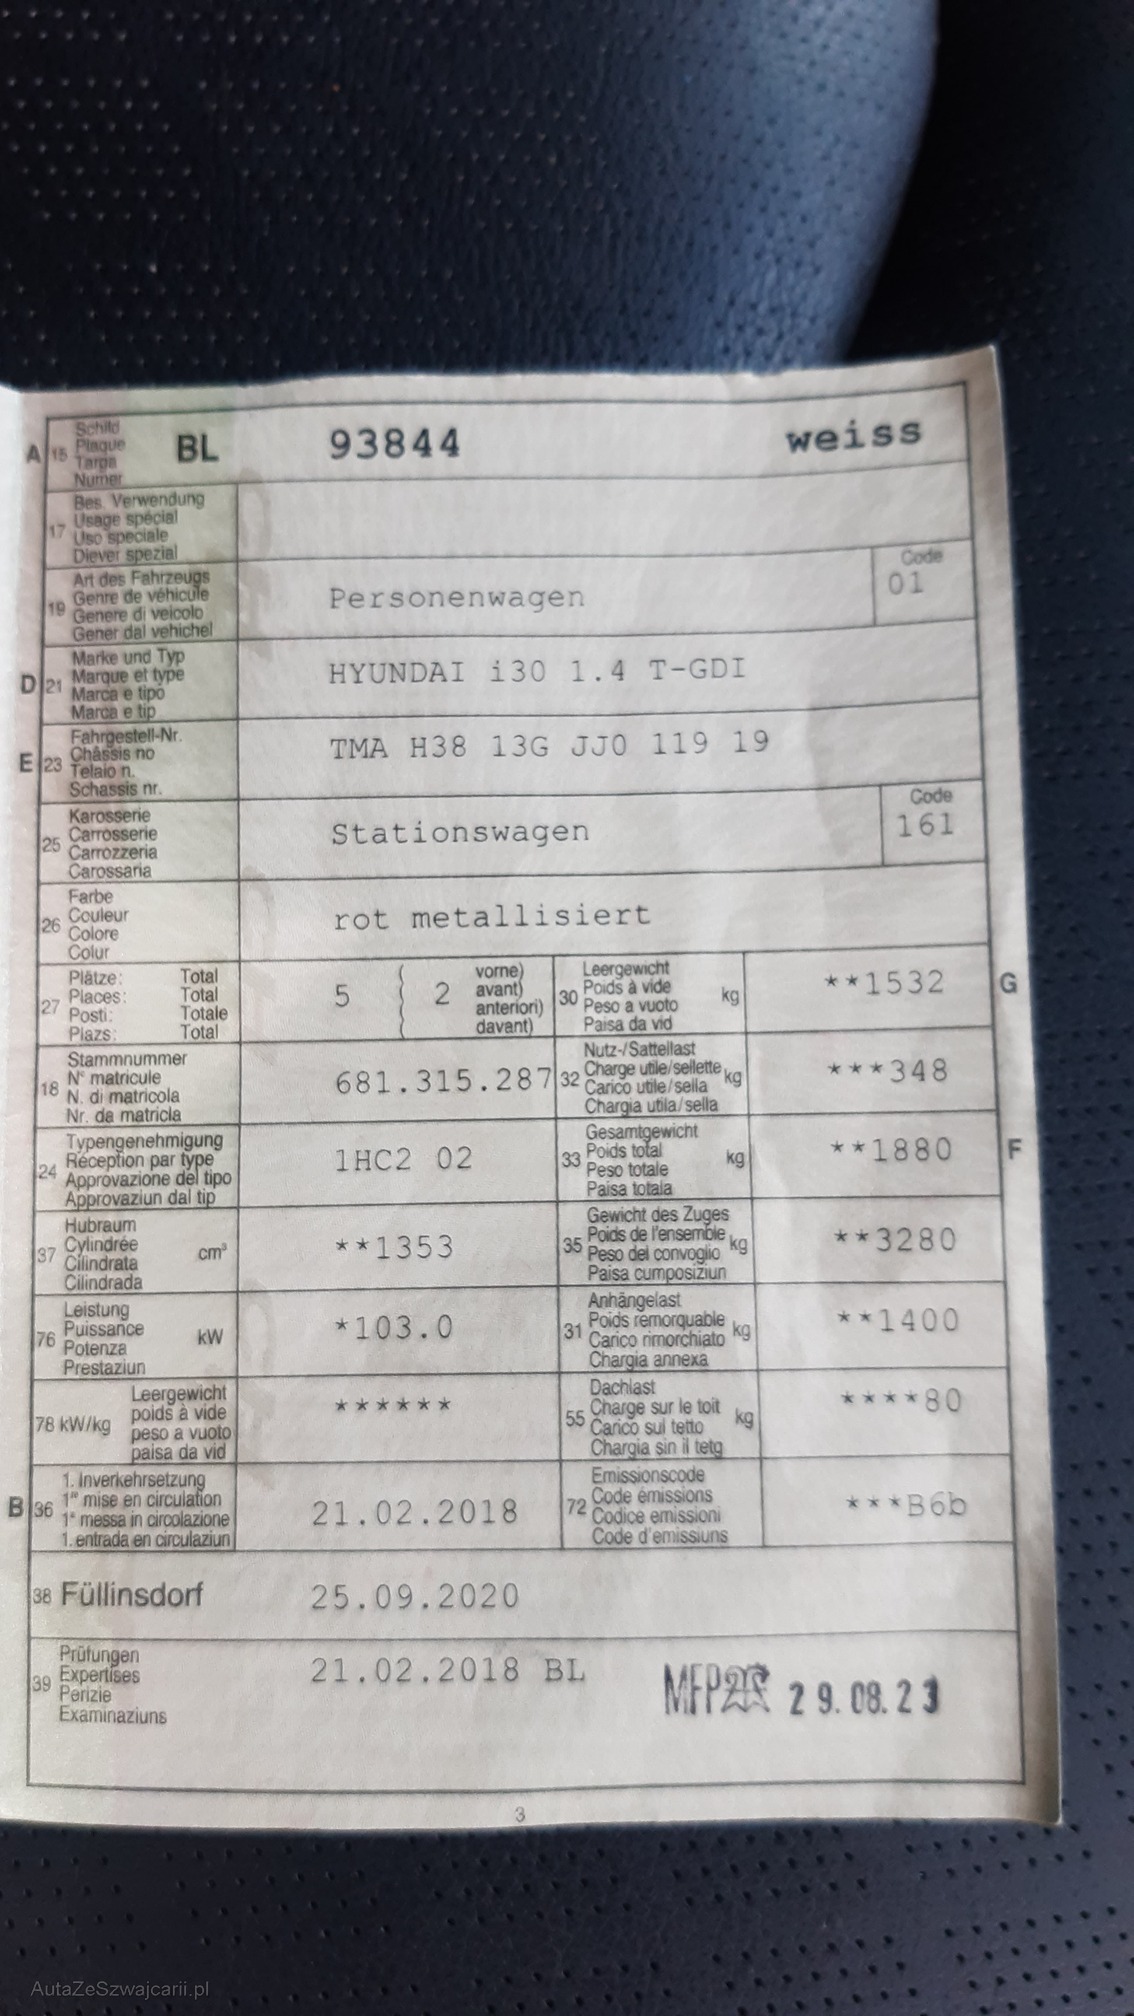 A 15 Schild
Plaque
Targa
Numer
BL 93844 weiss
17 Bes. Verwendung
Usage spécial
Uso speciale
Diever spezial
19 Art des Fahrzeugs
Genre de véhicule
Genere di veicolo
Gener dal vehichel
Personenwagen
Code
01
D 21 Marke und Typ
Marque et type
Marca e tipo
Marca e tip
HYUNDAI i30 1.4 T-GDI
E 23 Fahrgestell-Nr.
Châssis no
Telaio n.
Schassis nr.
TMA H38 13G JJ0 119 19
25 Karosserie
Carrosserie
Carrozzeria
Carossaria
Stationswagen
Code
161
26 Farbe
Couleur
Colore
Colur
rot metallisiert
27 Plätze: Total
Places: Total
Posti: Totale
Plazs: Total
5 ( 2 vorne)
avant)
anteriori)
davant)
30 Leergewicht
Poids à vide
Peso a vuoto
Paisa da vid
kg
**1532 G
18 Stammnummer
N° matricule
N. di matricola
Nr. da matricla
681.315.287
32 Nutz-/Sattellast
Charge utile/sellette
Carico utile/sella
Chargia utila/sella
kg
***348
24 Typengenehmigung
Réception par type
Approvazione del tipo
Approvaziun dal tip
1HC2 02
33 Gesamtgewicht
Poids total
Peso totale
Paisa totala
kg
**1880 F
37 Hubraum
Cylindrée
Cilindrata
Cilindrada
cm³
**1353
35 Gewicht des Zuges
Poids de l'ensemble
Peso del convoglio
Paisa cumposiziun
kg
**3280
76 Leistung
Puissance
Potenza
Prestaziun
kW
*103.0
31 Anhängelast
Poids remorquable
Carico rimorchiato
Chargia annexa
kg
**1400
78 kW/kg Leergewicht
poids à vide
peso a vuoto
paisa da vid
******
55 Dachlast
Charge sur le toit
Carico sul tetto
Chargia sin il tetg
kg
****80
B 36 1. Inverkehrsetzung
1re mise en circulation
1a messa in circolazione
1. entrada en circulaziun
21.02.2018
72 Emissionscode
Code émissions
Codice emissioni
Code d'emissiuns
***B6b
38 Füllinsdorf 25.09.2020
39 Prüfungen
Expertises
Perizie
Examinaziuns
21.02.2018 BL
MFP 29.08.23
3
AutaZeSzwajcarii.pl